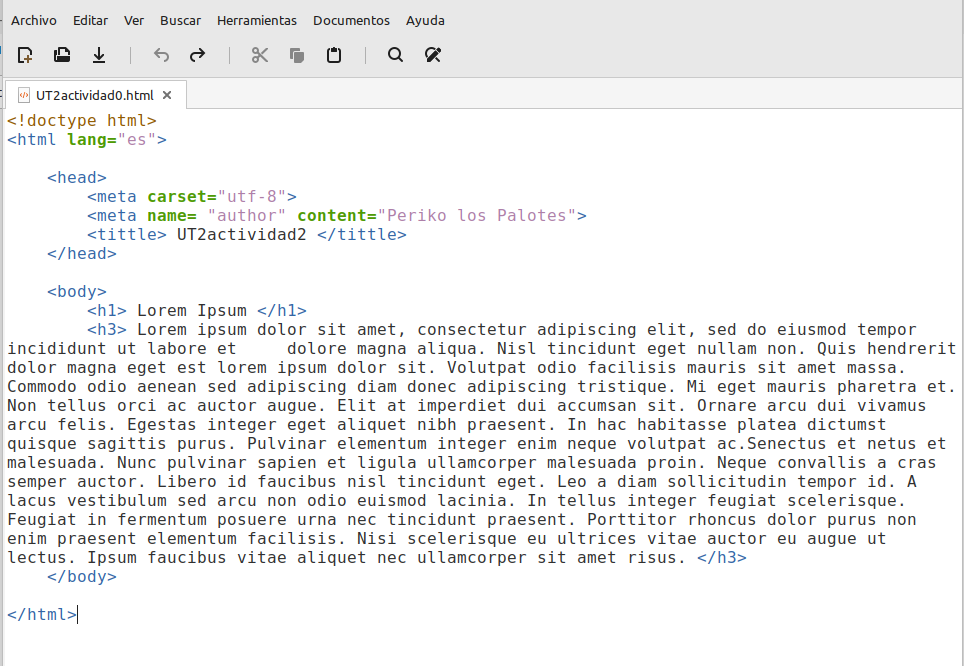 Archivo Editar Ver Buscar Herramientas Documentos Ayuda
UT2actividad0.html
<!doctype html>
<html lang="es">
<head>
<meta carset="utf-8">
<meta name= "author" content="Periko los Palotes">
<tittle> UT2actividad2 </tittle>
</head>
<body>
<h1> Lorem Ipsum </h1>
<h3> Lorem ipsum dolor sit amet, consectetur adipiscing elit, sed do eiusmod tempor
incididunt ut labore et     dolore magna aliqua. Nisl tincidunt eget nullam non. Quis hendrerit
dolor magna eget est lorem ipsum dolor sit. Volutpat odio facilisis mauris sit amet massa.
Commodo odio aenean sed adipiscing diam donec adipiscing tristique. Mi eget mauris pharetra et.
Non tellus orci ac auctor augue. Elit at imperdiet dui accumsan sit. Ornare arcu dui vivamus
arcu felis. Egestas integer eget aliquet nibh praesent. In hac habitasse platea dictumst
quisque sagittis purus. Pulvinar elementum integer enim neque volutpat ac.Senectus et netus et
malesuada. Nunc pulvinar sapien et ligula ullamcorper malesuada proin. Neque convallis a cras
semper auctor. Libero id faucibus nisl tincidunt eget. Leo a diam sollicitudin tempor id. A
lacus vestibulum sed arcu non odio euismod lacinia. In tellus integer feugiat scelerisque.
Feugiat in fermentum posuere urna nec tincidunt praesent. Porttitor rhoncus dolor purus non
enim praesent elementum facilisis. Nisi scelerisque eu ultrices vitae auctor eu augue ut
lectus. Ipsum faucibus vitae aliquet nec ullamcorper sit amet risus. </h3>
</body>
</html>